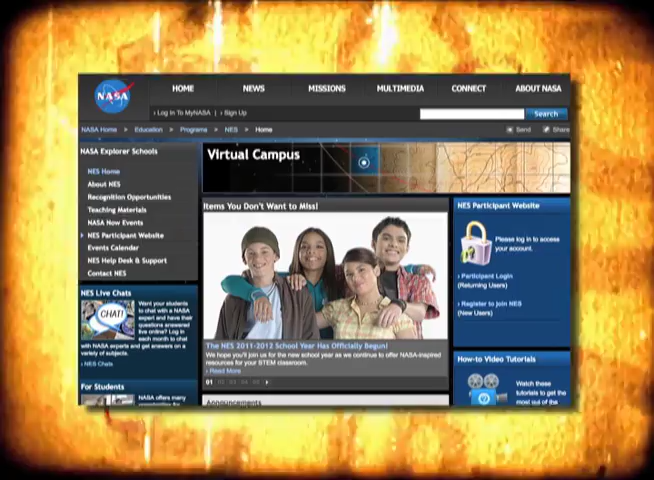 NASA
HOME NEWS MISSIONS MULTIMEDIA CONNECT ABOUT NASA
› Log In To MyNASA | › Sign Up
Search
NASA Home > Education > Programs > NES > Home
Send Share
NASA Explorer Schools
NES Home
About NES
Recognition Opportunities
Teaching Materials
NASA Now Events
NES Participant Website
Events Calendar
NES Help Desk & Support
Contact NES
NES Live Chats
CHAT!
Want your students to chat with a NASA expert and have their questions answered live online? Log in each month to chat
with NASA experts and get answers on a
variety of subjects.
› NES Chats
For Students
NASA offers many
Virtual Campus
Items You Don't Want to Miss!
The NES 2011-2012 School Year Has Officially Begun!
We hope you'll join us for the new school year as we continue to offer NASA-inspired
resources for your STEM classroom.
› Read More
01 02 03 04 05
Announcements
NES Participant Website
Please log in to access
your account.
› Participant Login
(Returning Users)
› Register to join NES
(New Users)
How-to Video Tutorials
Watch these
tutorials to get the
most out of the